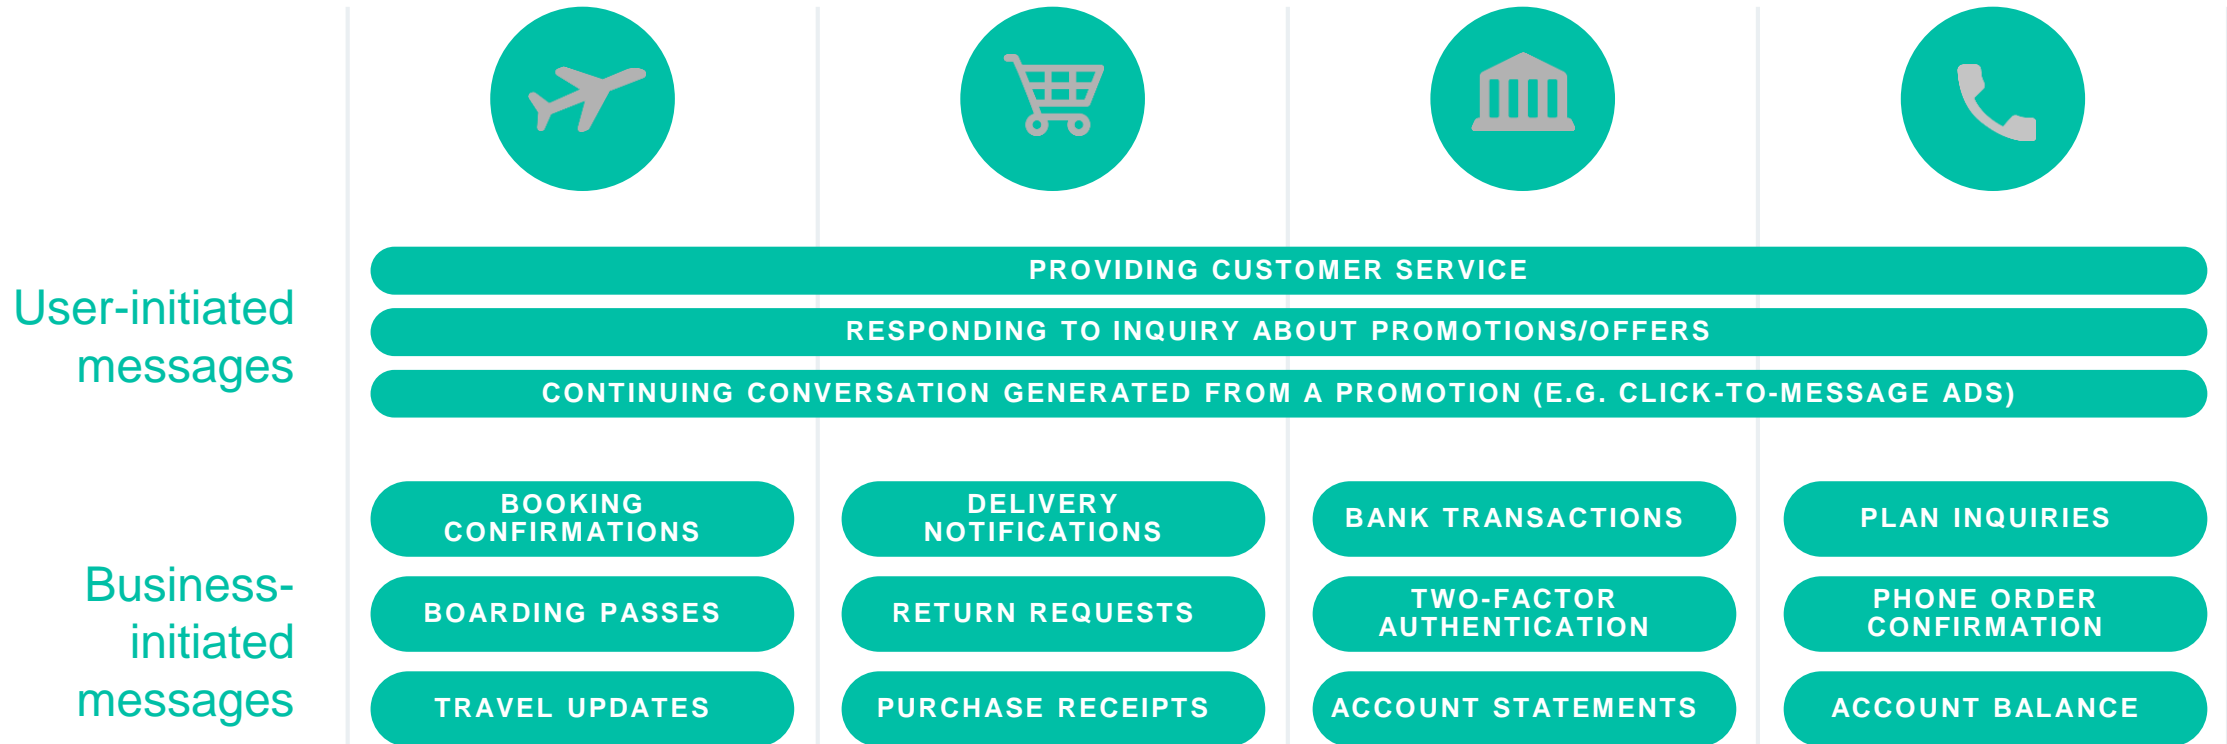 User-initiated
messages
PROVIDING CUSTOMER SERVICE
RESPONDING TO INQUIRY ABOUT PROMOTIONS/OFFERS
CONTINUING CONVERSATION GENERATED FROM A PROMOTION (E.G. CLICK-TO-MESSAGE ADS)
Business-
initiated
messages
BOOKING
CONFIRMATIONS
DELIVERY
NOTIFICATIONS
BANK TRANSACTIONS
PLAN INQUIRIES
BOARDING PASSES
RETURN REQUESTS
TWO-FACTOR
AUTHENTICATION
PHONE ORDER
CONFIRMATION
TRAVEL UPDATES
PURCHASE RECEIPTS
ACCOUNT STATEMENTS
ACCOUNT BALANCE